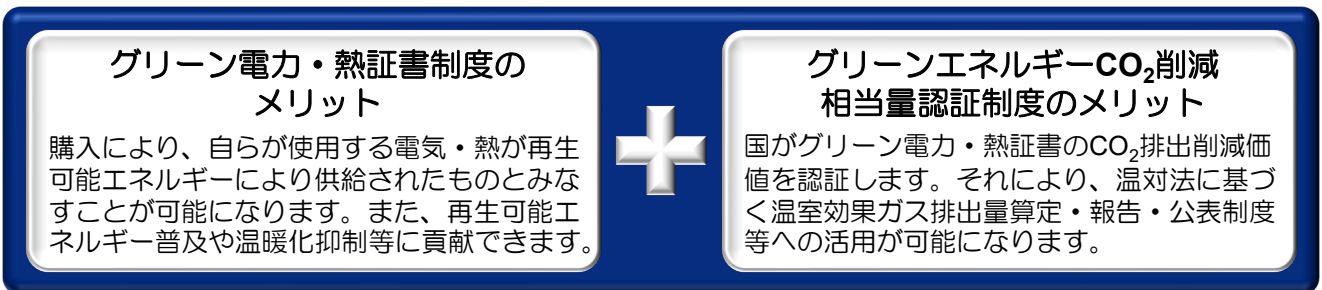 グリーン電力・熱証書制度の
メリット
購入により、自らが使用する電気・熱が再生
可能エネルギーにより供給されたものとみな
すことが可能になります。また、再生可能エ
ネルギー普及や温暖化抑制等に貢献できます。
グリーンエネルギーCO₂削減
相当量認証制度のメリット
国がグリーン電力・熱証書のCO₂排出削減価
値を認証します。それにより、温対法に基づ
く温室効果ガス排出量算定・報告・公表制度
等への活用が可能になります。